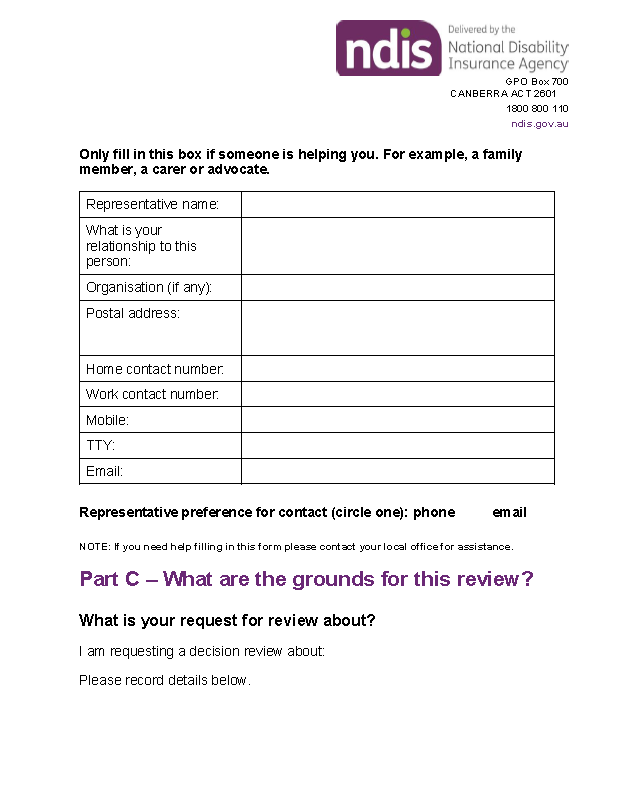 ndis
Delivered by the
National Disability
Insurance Agency
GPO Box 700
CANBERRA ACT 2601
1800 800 110
ndis.gov.au
Only fill in this box if someone is helping you. For example, a family
member, a carer or advocate.
Representative name:
What is your
relationship to this
person:
Organisation (if any):
Postal address:
Home contact number:
Work contact number:
Mobile:
TTY:
Email:
Representative preference for contact (circle one): phone email
NOTE: If you need help filling in this form please contact your local office for assistance.
Part C – What are the grounds for this review?
What is your request for review about?
I am requesting a decision review about:
Please record details below.